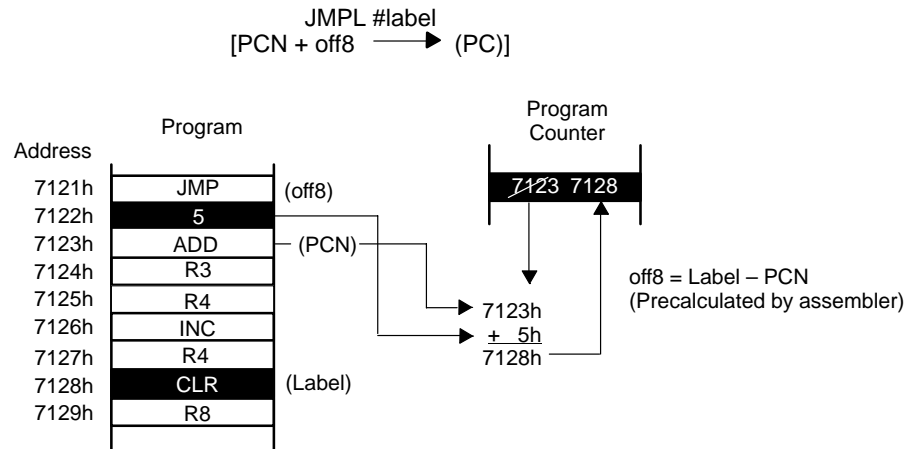 JMPL #label
[PCN + off8 (PC)]
Program
Counter
Program
Address
7121h JMP (off8)
7122h 5
7123h ADD (PCN)
7124h R3
7125h R4
7126h INC
7127h R4
7128h CLR (Label)
7129h R8
7123 7128
7123h
+ 5h
7128h
off8 = Label – PCN
(Precalculated by assembler)